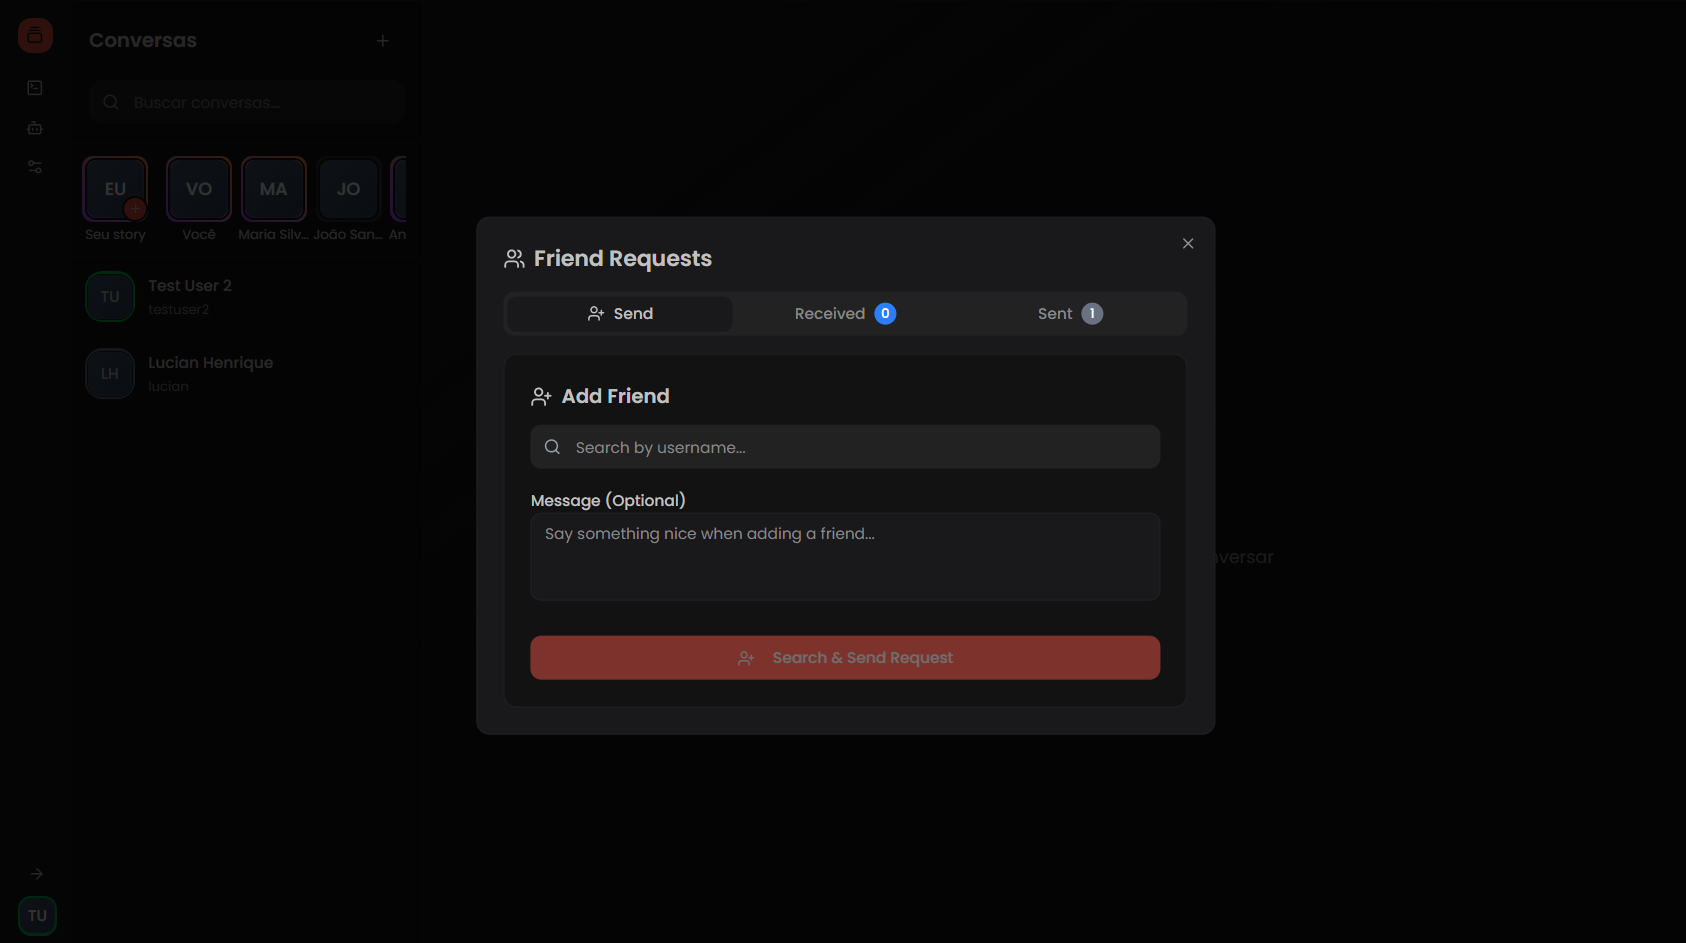 Conversas
Buscar conversas...
EU
VO
MA
JO
Seu story
Você
Maria Silv...
João San...
An
TU
Test User 2
testuser2
LH
Lucian Henrique
lucian
TU
Friend Requests
Send
Received 0
Sent 1
Add Friend
Search by username...
Message (Optional)
Say something nice when adding a friend...
Search & Send Request
nversar